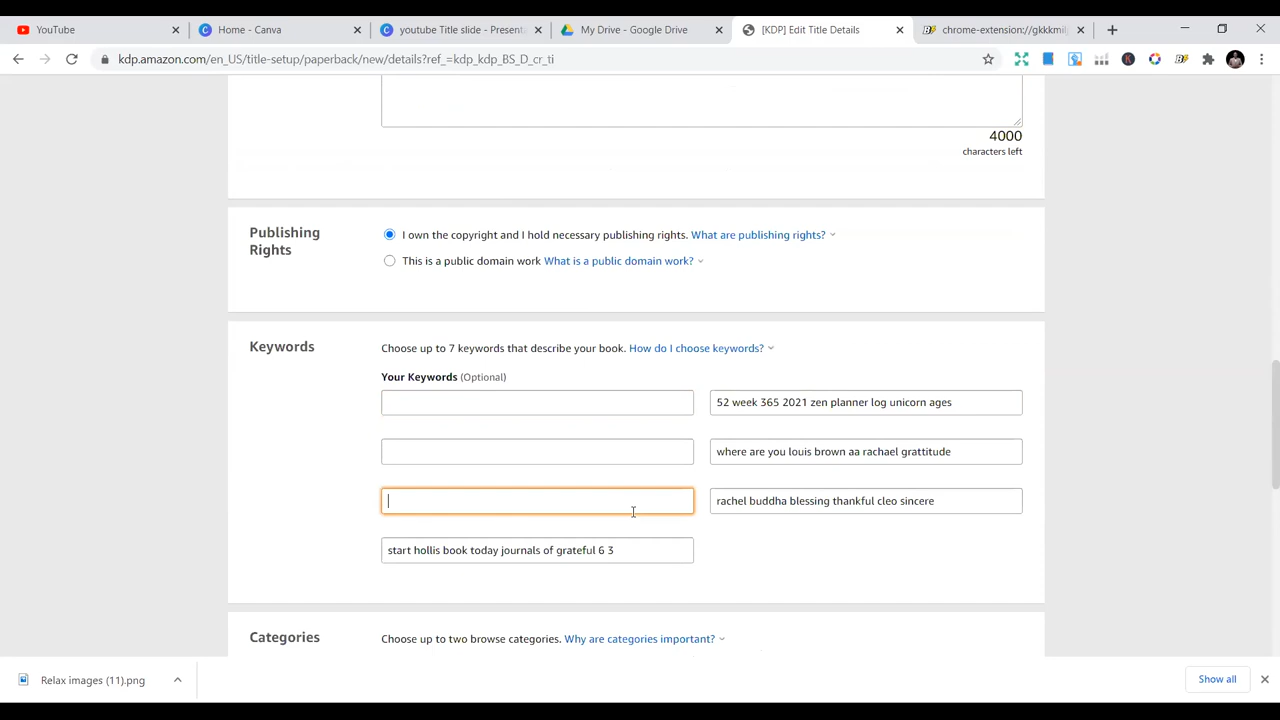 YouTube
Home - Canva
youtube Title slide - Present
My Drive - Google Drive
[KDP] Edit Title Details
chrome-extension://gkkkmil
kdp.amazon.com/en_US/title-setup/paperback/new/details?ref_=kdp_kdp_BS_D_cr_ti
4000
characters left
Publishing
Rights
I own the copyright and I hold necessary publishing rights. What are publishing rights?
This is a public domain work What is a public domain work?
Keywords
Choose up to 7 keywords that describe your book. How do I choose keywords?
Your Keywords (Optional)
52 week 365 2021 zen planner log unicorn ages
where are you louis brown aa rachael grattitude
rachel buddha blessing thankful cleo sincere
start hollis book today journals of grateful 6 3
Categories
Choose up to two browse categories. Why are categories important?
Relax images (11).png
Show all